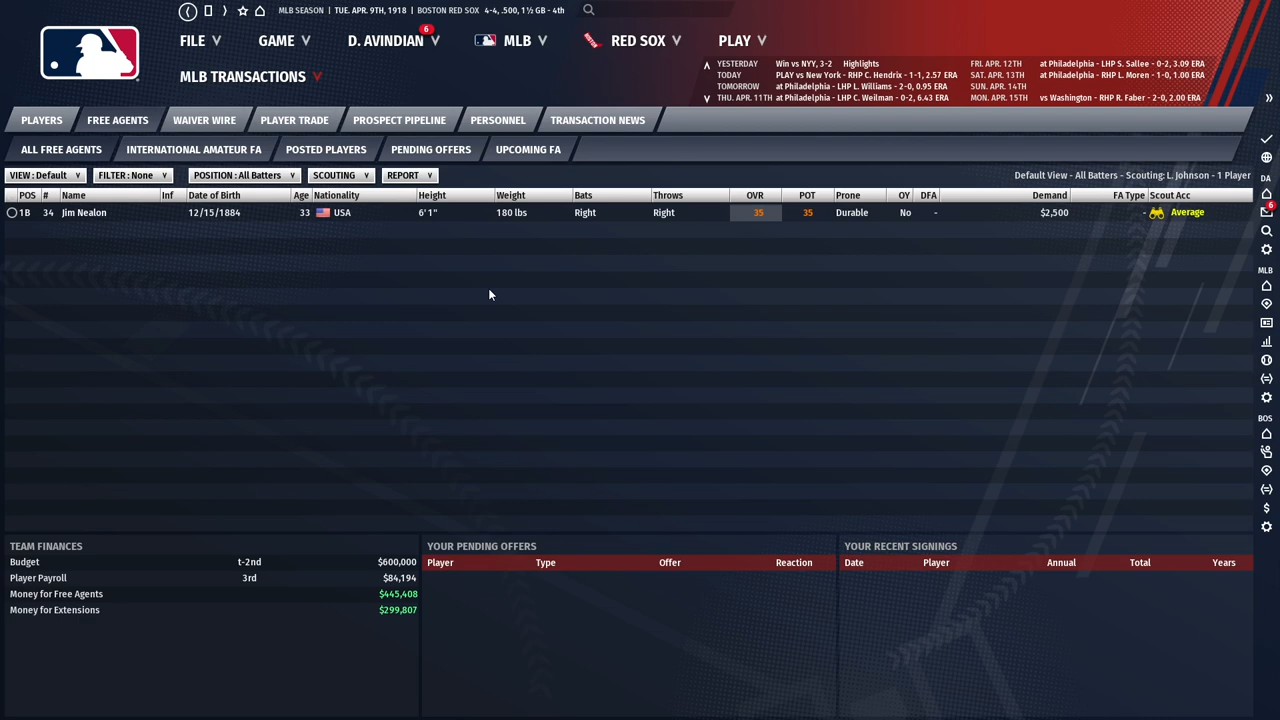 MLB SEASON | TUE. APR. 9TH, 1918 | BOSTON RED SOX 4-4, .500, 1½ GB - 4th
FILE GAME D. AVINDIAN 6 MLB RED SOX PLAY
MLB TRANSACTIONS
YESTERDAY Win vs NYY, 3-2 Highlights FRI. APR. 12TH at Philadelphia - LHP S. Sallee - 0-2, 3.09 ERA
TODAY PLAY vs New York - RHP C. Hendrix - 1-1, 2.57 ERA SAT. APR. 13TH at Philadelphia - RHP L. Moren - 1-0, 1.00 ERA
TOMORROW at Philadelphia - LHP L. Williams - 2-0, 0.95 ERA SUN. APR. 14TH
THU. APR. 11TH at Philadelphia - LHP C. Weilman - 0-2, 6.43 ERA MON. APR. 15TH vs Washington - RHP R. Faber - 2-0, 2.00 ERA
PLAYERS FREE AGENTS WAIVER WIRE PLAYER TRADE PROSPECT PIPELINE PERSONNEL TRANSACTION NEWS
ALL FREE AGENTS INTERNATIONAL AMATEUR FA POSTED PLAYERS PENDING OFFERS UPCOMING FA
VIEW : Default FILTER : None POSITION : All Batters SCOUTING REPORT Default View - All Batters - Scouting: L. Johnson - 1 Player
POS # Name Inf Date of Birth Age Nationality Height Weight Bats Throws OVR POT Prone OY DFA Demand FA Type Scout Acc
1B 34 Jim Nealon 12/15/1884 33 USA 6' 1" 180 lbs Right Right 35 35 Durable No - $2,500 - Average
DA
6
MLB
BOS
TEAM FINANCES
Budget t-2nd $600,000
Player Payroll 3rd $84,194
Money for Free Agents $445,408
Money for Extensions $299,807
YOUR PENDING OFFERS
Player Type Offer Reaction
YOUR RECENT SIGNINGS
Date Player Annual Total Years